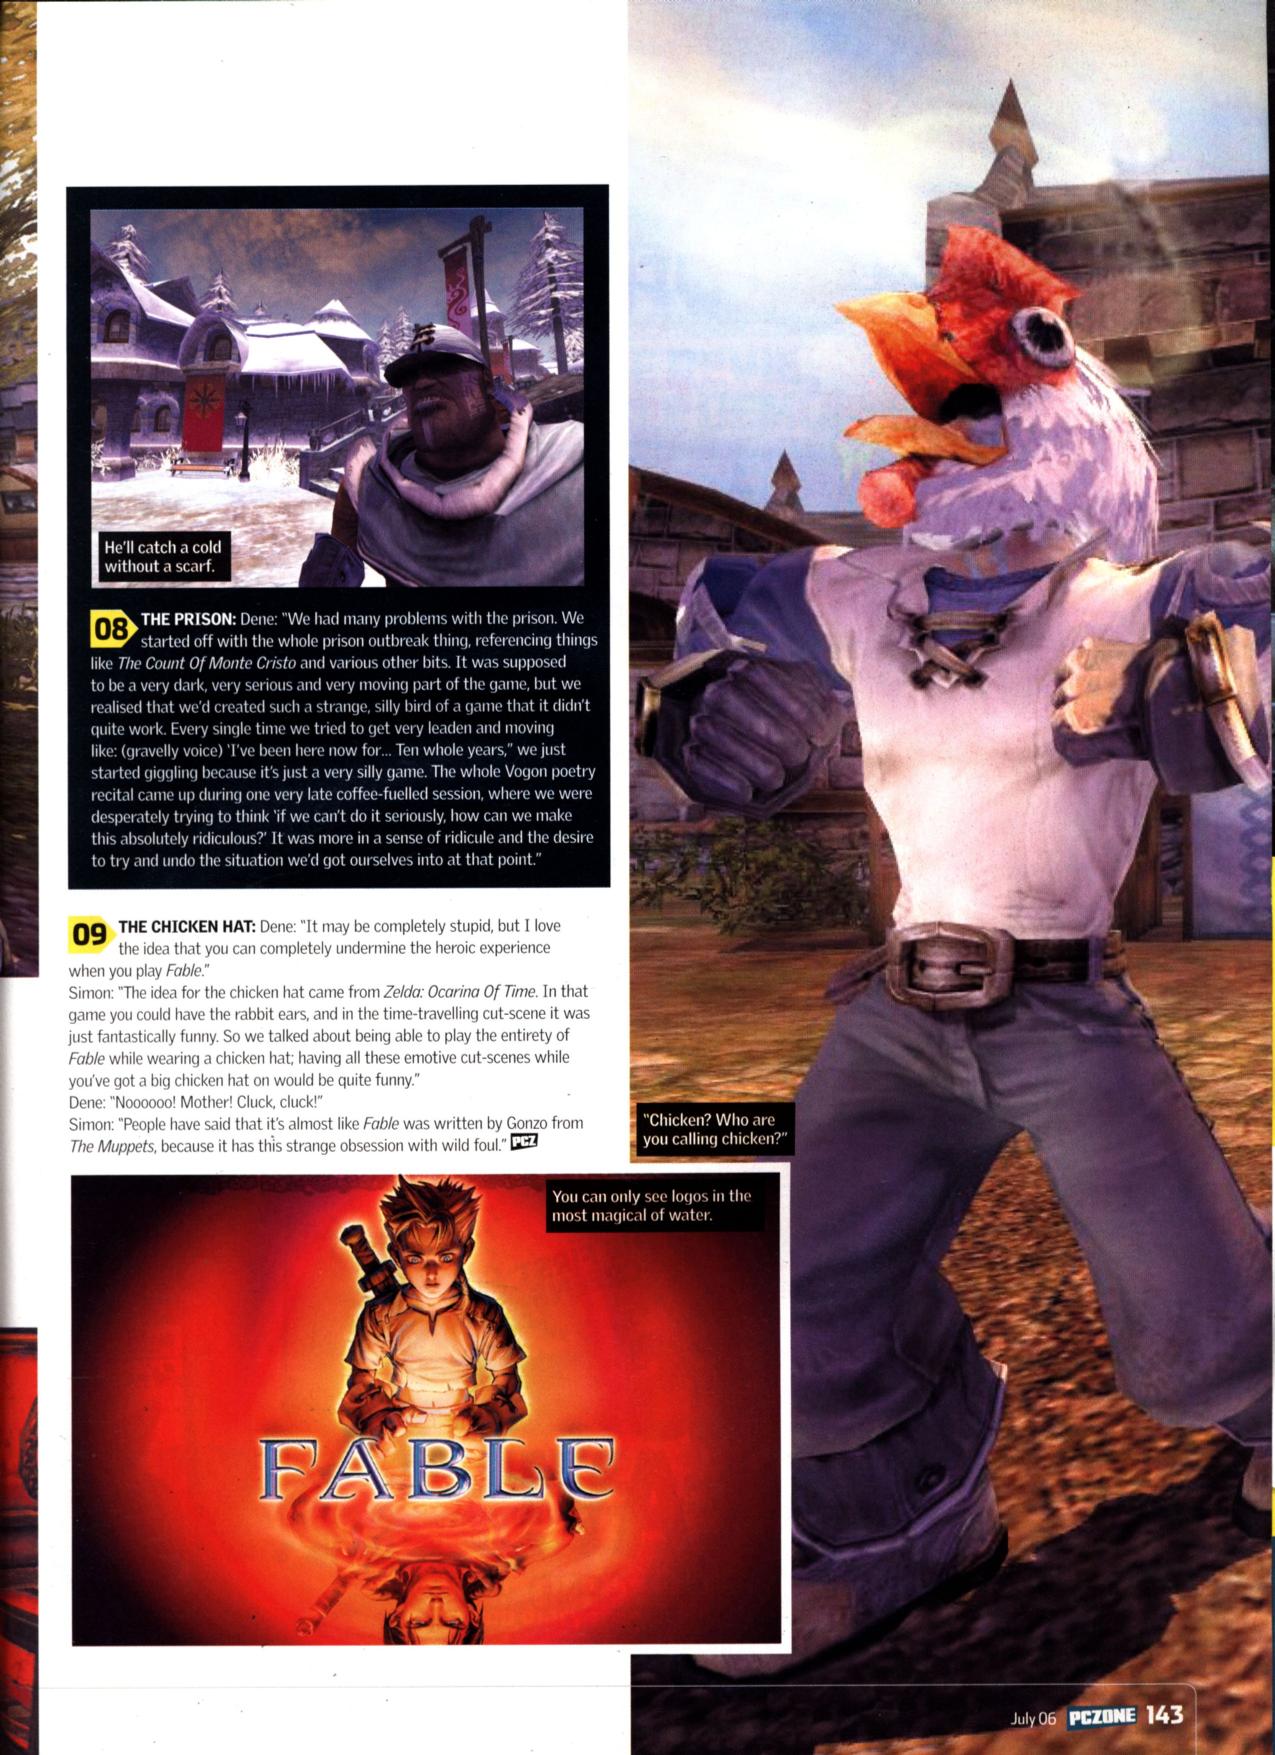 He'll catch a cold
without a scarf.
08 THE PRISON: Dene: "We had many problems with the prison. We
started off with the whole prison outbreak thing, referencing things
like The Count Of Monte Cristo and various other bits. It was supposed
to be a very dark, very serious and very moving part of the game, but we
realised that we'd created such a strange, silly bird of a game that it didn't
quite work. Every single time we tried to get very leaden and moving
like: (gravelly voice) 'I've been here now for... Ten whole years," we just
started giggling because it's just a very silly game. The whole Vogon poetry
recital came up during one very late coffee-fuelled session, where we were
desperately trying to think 'if we can't do it seriously, how can we make
this absolutely ridiculous?' It was more in a sense of ridicule and the desire
to try and undo the situation we'd got ourselves into at that point."
09 THE CHICKEN HAT: Dene: "It may be completely stupid, but I love
the idea that you can completely undermine the heroic experience
when you play Fable."
Simon: "The idea for the chicken hat came from Zelda: Ocarina Of Time. In that
game you could have the rabbit ears, and in the time-travelling cut-scene it was
just fantastically funny. So we talked about being able to play the entirety of
Fable while wearing a chicken hat; having all these emotive cut-scenes while
you've got a big chicken hat on would be quite funny."
Dene: "Noooooo! Mother! Cluck, cluck!"
Simon: "People have said that it's almost like Fable was written by Gonzo from
The Muppets, because it has this strange obsession with wild foul." PCZ
"Chicken? Who are
you calling chicken?"
You can only see logos in the
most magical of water.
FABLE
July 06 PCZONE 143